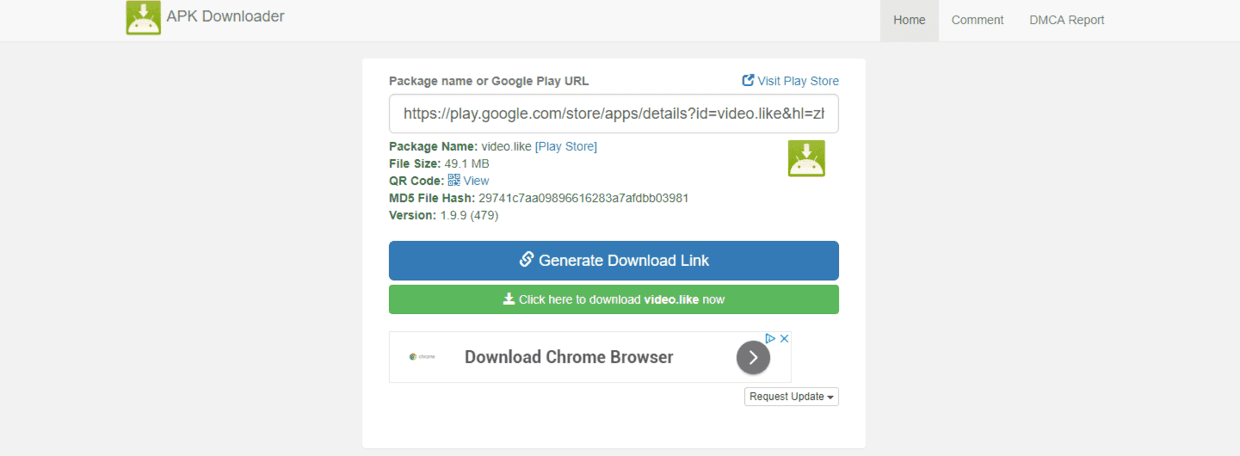 APK Downloader
Home Comment DMCA Report
Package name or Google Play URL Visit Play Store
https://play.google.com/store/apps/details?id=video.like&hl=zh
Package Name: video.like [Play Store]
File Size: 49.1 MB
QR Code: View
MD5 File Hash: 29741c7aa09896616283a7afdbb03981
Version: 1.9.9 (479)
Generate Download Link
Click here to download video.like now
chrome
Download Chrome Browser
Request Update